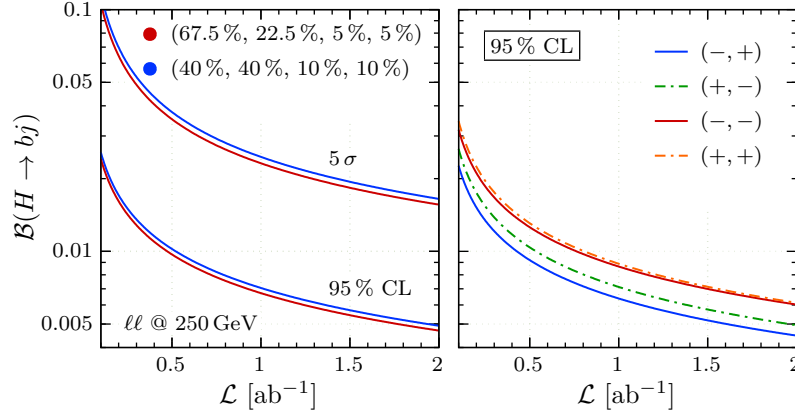 (67.5 %, 22.5 %, 5 %, 5 %)
(40 %, 40 %, 10 %, 10 %)
5 σ
95 % CL
ℓℓ @ 250 GeV
0.1
0.05
0.01
0.005
B(H → bj)
0.5
1
1.5
2
ℒ [ab⁻¹]
95 % CL
(−, +)
(+, −)
(−, −)
(+, +)
0.5
1
1.5
2
ℒ [ab⁻¹]